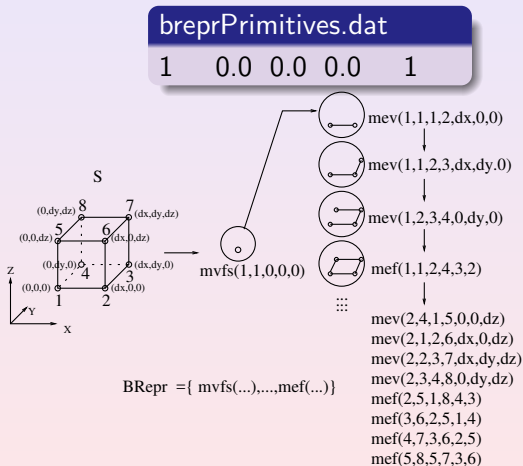 breprPrimitives.dat
1 0.0 0.0 0.0 1
mev(1,1,1,2,dx,0,0)
S
mev(1,1,2,3,dx,dy.0)
8
7
(0,dy,dz)
(dx,dy,dz)
5
6
(0,0,dz)
(dx,0,dz)
mev(1,2,3,4,0,dy,0)
(0,dy,0)
4
3
(dx,dy,0)
mvfs(1,1,0,0,0)
mef(1,1,2,4,3,2)
Z
(0,0,0)
(dx,0,0)
1
2
Y
X
mev(2,4,1,5,0,0,dz)
mev(2,1,2,6,dx,0,dz)
mev(2,2,3,7,dx,dy,dz)
mev(2,3,4,8,0,dy,dz)
BRepr ={ mvfs(...),...,mef(...)}
mef(2,5,1,8,4,3)
mef(3,6,2,5,1,4)
mef(4,7,3,6,2,5)
mef(5,8,5,7,3,6)